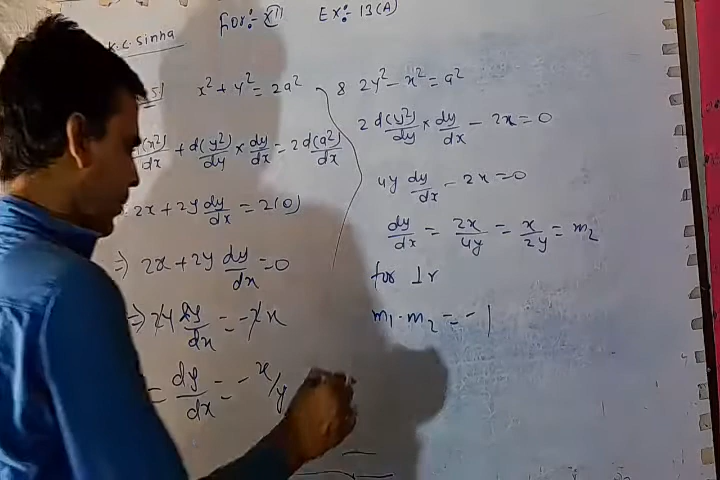 K.C. Sinha
for:- XII Ex:- 13(A)
5] x² + y² = 2a²
d(x²)/dx + d(y²)/dy × dy/dx = 2 d(a²)/dx
2x + 2y dy/dx = 2(0)
⇒ 2x + 2y dy/dx = 0
⇒ 2y dy/dx = -2x
= dy/dx = -x/y
8 2y² - x² = a²
2 d(y²)/dy × dy/dx - 2x = 0
4y dy/dx - 2x = 0
dy/dx = 2x/4y = x/2y = m₂
for ⊥r
m₁·m₂ = -1